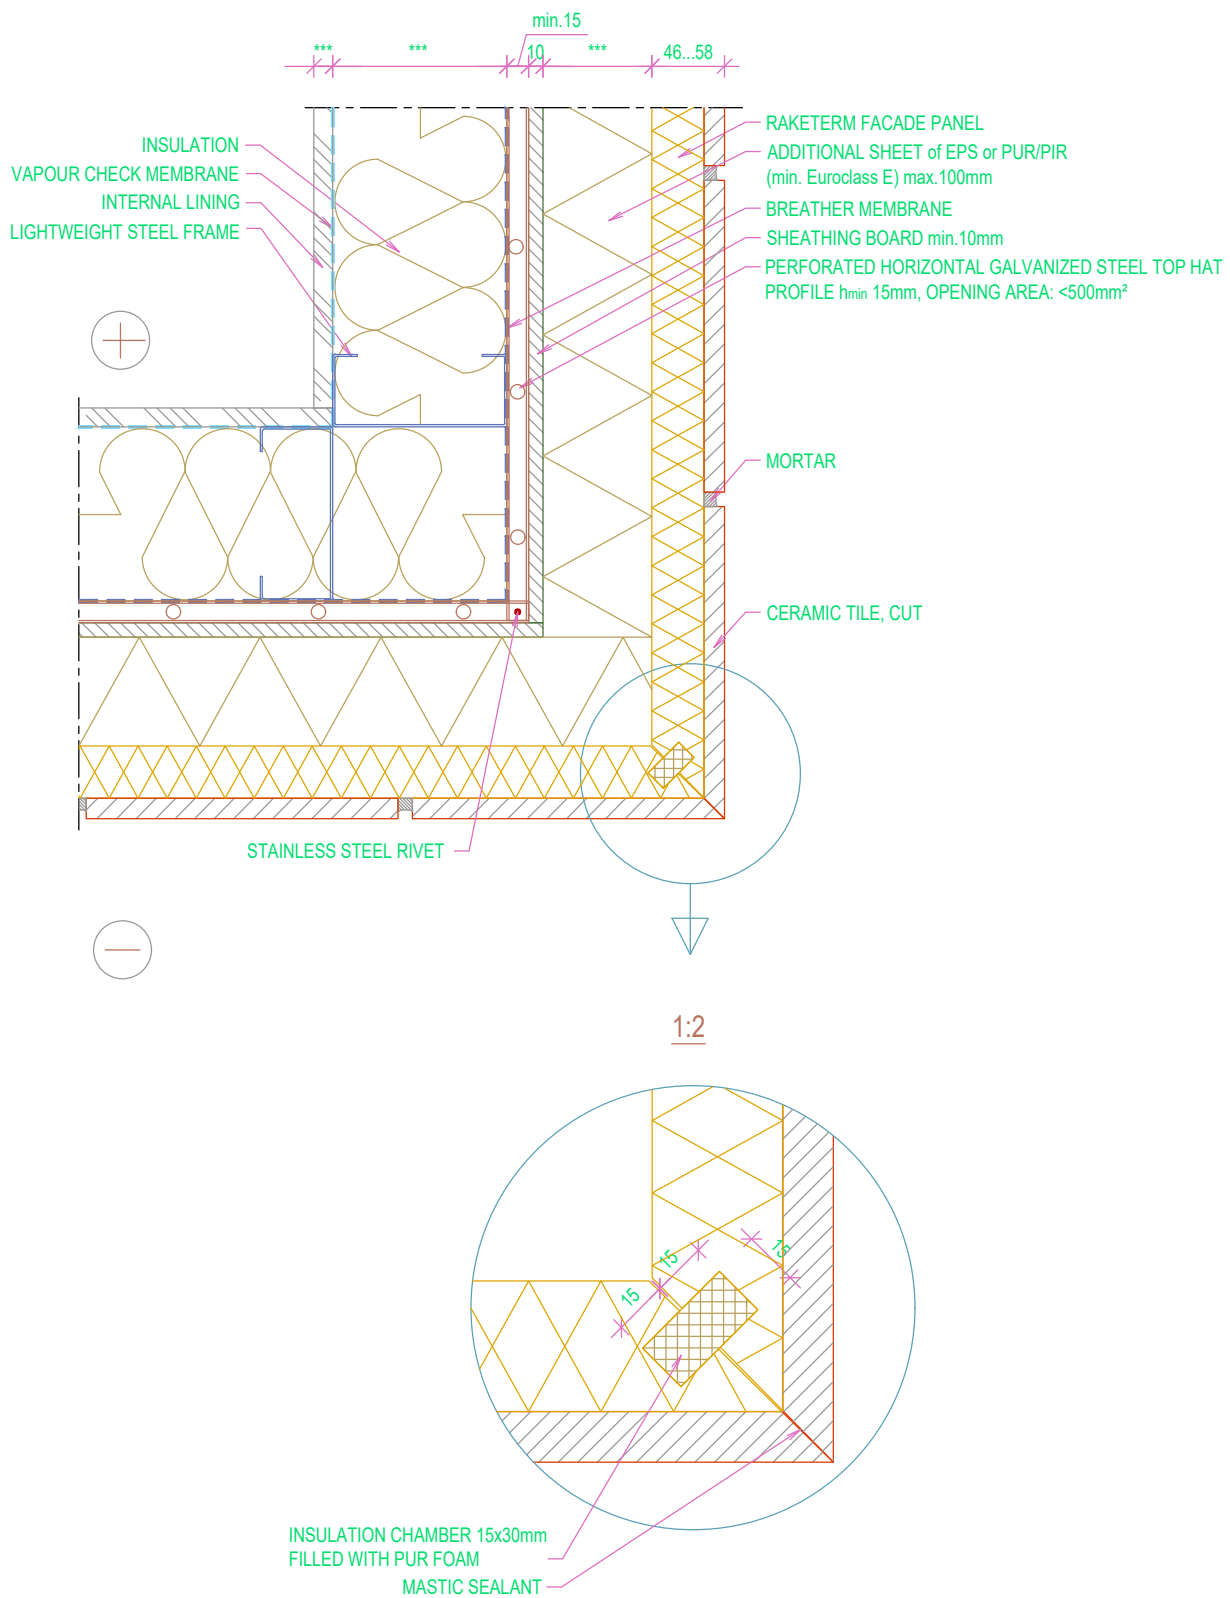 min.15
*** *** 10 *** 46...58
INSULATION
VAPOUR CHECK MEMBRANE
INTERNAL LINING
LIGHTWEIGHT STEEL FRAME
RAKETERM FACADE PANEL
ADDITIONAL SHEET of EPS or PUR/PIR
(min. Euroclass E) max.100mm
BREATHER MEMBRANE
SHEATHING BOARD min.10mm
PERFORATED HORIZONTAL GALVANIZED STEEL TOP HAT
PROFILE hmin 15mm, OPENING AREA: <500mm²
MORTAR
CERAMIC TILE, CUT
STAINLESS STEEL RIVET
1:2
15
15
15
INSULATION CHAMBER 15x30mm
FILLED WITH PUR FOAM
MASTIC SEALANT